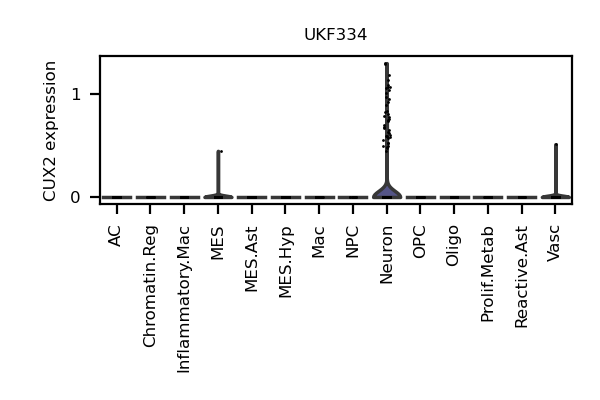 UKF334
CUX2 expression
1
0
AC
Chromatin.Reg
Inflammatory.Mac
MES
MES.Ast
MES.Hyp
Mac
NPC
Neuron
OPC
Oligo
Prolif.Metab
Reactive.Ast
Vasc